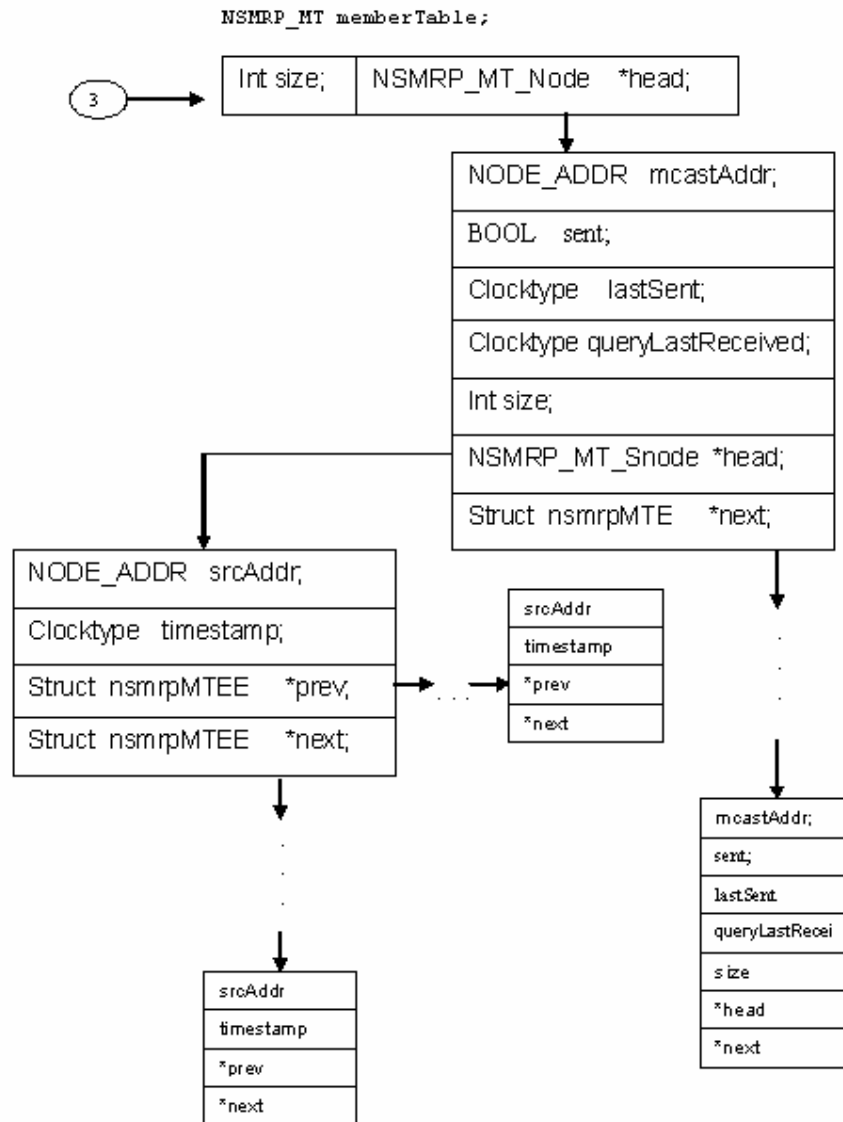 NSMRP_MT memberTable;
3
Int size; NSMRP_MT_Node *head;
NODE_ADDR mcastAddr;
BOOL sent;
Clocktype lastSent;
Clocktype queryLastReceived;
Int size;
NSMRP_MT_Snode *head;
Struct nsmrpMTE *next;
NODE_ADDR srcAddr;
Clocktype timestamp;
Struct nsmrpMTEE *prev;
Struct nsmrpMTEE *next;
. . .
srcAddr
timestamp
*prev
*next
.
.
.
.
.
.
mcastAddr;
sent;
lastSent
queryLastRecei
size
*head
*next
srcAddr
timestamp
*prev
*next